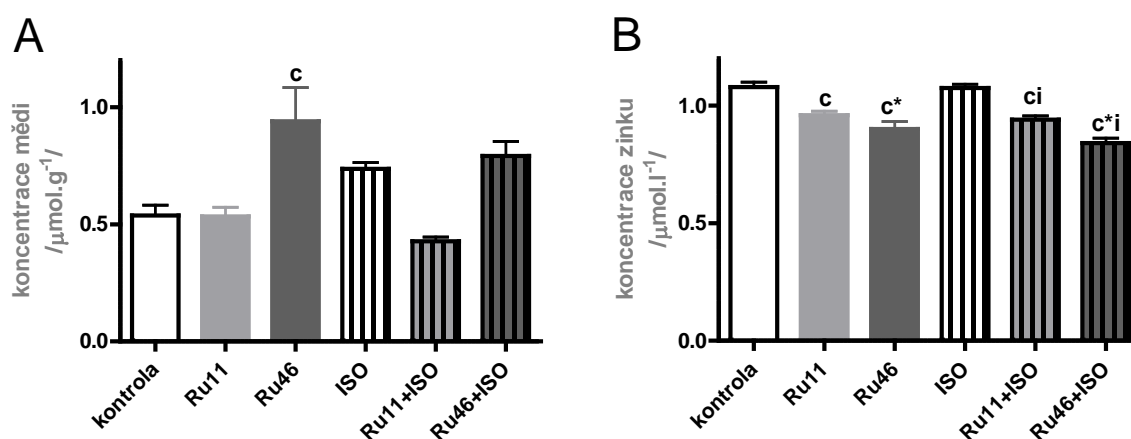 A
koncentrace mědi
/µmol.g⁻¹/
1.0
0.5
0.0
c
kontrola
Ru11
Ru46
ISO
Ru11+ISO
Ru46+ISO
B
koncentrace zinku
/µmol.l⁻¹/
1.0
0.5
0.0
c
c*
ci
c*i
kontrola
Ru11
Ru46
ISO
Ru11+ISO
Ru46+ISO